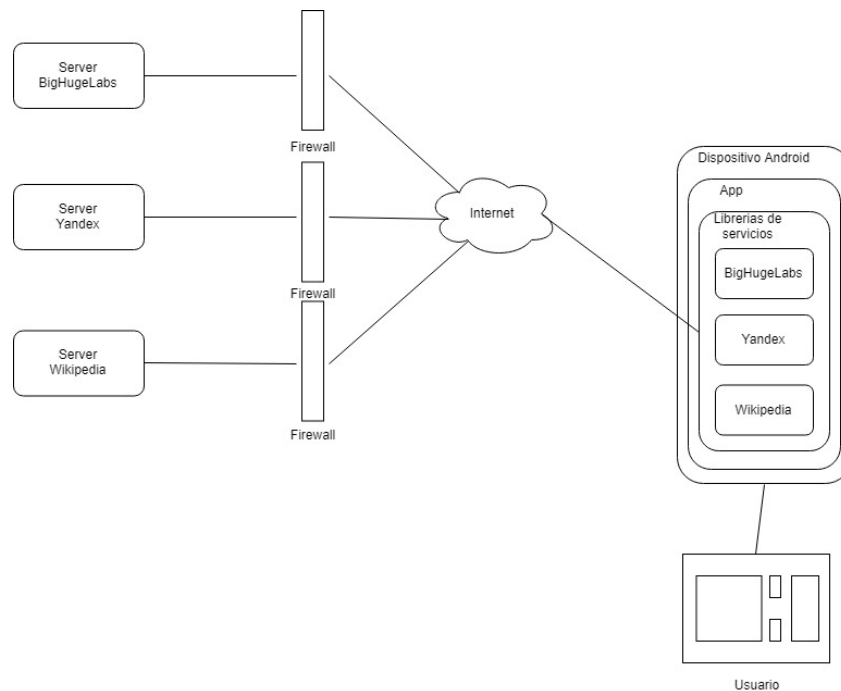 Server
BigHugeLabs
Firewall
Server
Yandex
Firewall
Server
Wikipedia
Firewall
Internet
Dispositivo Android
App
Librerias de
servicios
BigHugeLabs
Yandex
Wikipedia
Usuario